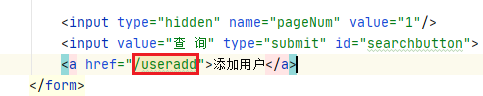 <input type="hidden" name="pageNum" value="1"/>
<input value="查 询" type="submit" id="searchbutton">
<a href="/useradd">添加用户</a>
</form>